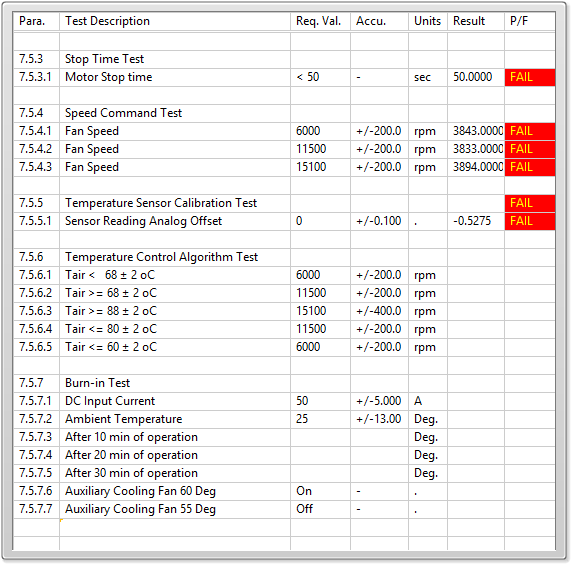 Para. Test Description Req. Val. Accu. Units Result P/F
7.5.3 Stop Time Test
7.5.3.1 Motor Stop time < 50 - sec 50.0000 FAIL
7.5.4 Speed Command Test
7.5.4.1 Fan Speed 6000 +/-200.0 rpm 3843.0000 FAIL
7.5.4.2 Fan Speed 11500 +/-200.0 rpm 3833.0000 FAIL
7.5.4.3 Fan Speed 15100 +/-200.0 rpm 3894.0000 FAIL
7.5.5 Temperature Sensor Calibration Test FAIL
7.5.5.1 Sensor Reading Analog Offset 0 +/-0.100 . -0.5275 FAIL
7.5.6 Temperature Control Algorithm Test
7.5.6.1 Tair < 68 ± 2 oC 6000 +/-200.0 rpm
7.5.6.2 Tair >= 68 ± 2 oC 11500 +/-200.0 rpm
7.5.6.3 Tair >= 88 ± 2 oC 15100 +/-400.0 rpm
7.5.6.4 Tair <= 80 ± 2 oC 11500 +/-200.0 rpm
7.5.6.5 Tair <= 60 ± 2 oC 6000 +/-200.0 rpm
7.5.7 Burn-in Test
7.5.7.1 DC Input Current 50 +/-5.000 A
7.5.7.2 Ambient Temperature 25 +/-13.00 Deg.
7.5.7.3 After 10 min of operation Deg.
7.5.7.4 After 20 min of operation Deg.
7.5.7.5 After 30 min of operation Deg.
7.5.7.6 Auxiliary Cooling Fan 60 Deg On - .
7.5.7.7 Auxiliary Cooling Fan 55 Deg Off - .